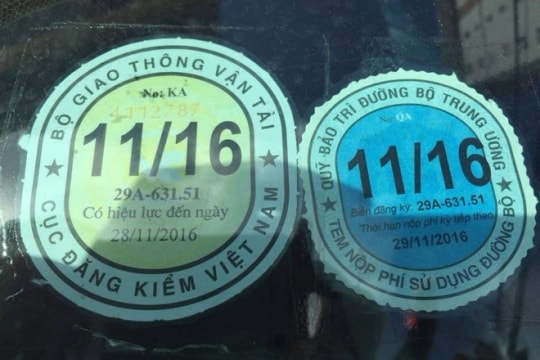 BỘ GIAO THÔNG VẬN TẢI
No: KA
4112787
11/16
29A-631.51
Có hiệu lực đến ngày
28/11/2016
CỤC ĐĂNG KIỂM VIỆT NAM
QUỸ BẢO TRÌ ĐƯỜNG BỘ TRUNG ƯƠNG
No: QA
11/16
Biển đăng ký: 29A-631.51
Thời hạn nộp phí kỳ tiếp theo
29/11/2016
TEM NỘP PHÍ SỬ DỤNG ĐƯỜNG BỘ